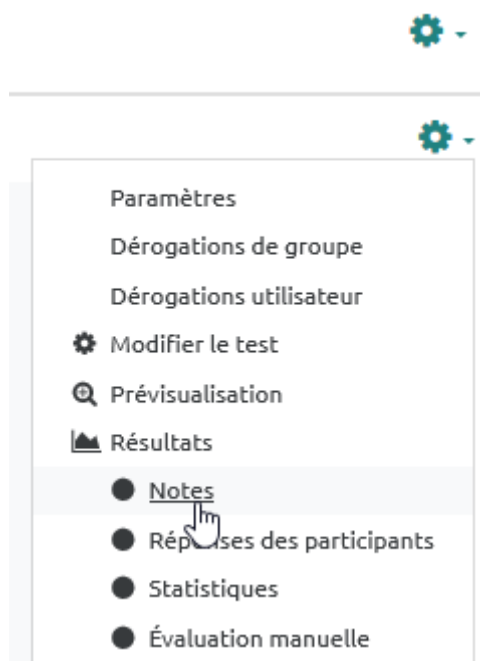 Paramètres
Dérogations de groupe
Dérogations utilisateur
Modifier le test
Prévisualisation
Résultats
Notes
Réponses des participants
Statistiques
Évaluation manuelle